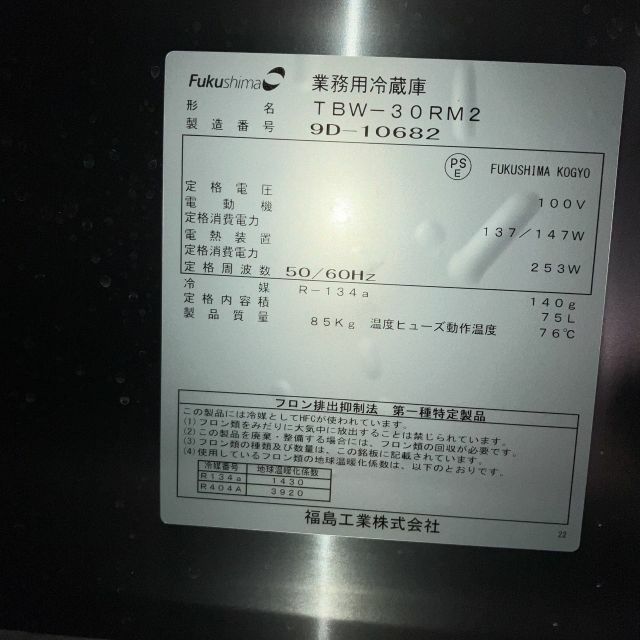 Fukushima 業務用冷蔵庫
形名 TBW-30RM2
製造番号 9D-10682
PSE FUKUSHIMA KOGYO
定格電圧 100V
電動機
定格消費電力 137/147W
電熱装置
定格消費電力 253W
定格周波数 50/60Hz
冷媒 R-134a 140g
定格内容積 75L
製品質量 85Kg 温度ヒューズ動作温度 76℃
フロン排出抑制法 第一種特定製品
この製品には冷媒としてHFCが使われています。
(1)フロン類をみだりに大気中に放出することは禁じられています。
(2)この製品を廃棄・整備する場合には、フロン類の回収が必要です。
(3)フロン類の種類及び数量は、この銘板に記載されています。
(4)使用しているフロン類の地球温暖化係数は、以下のとおりです。
冷媒番号 地球温暖化係数
R134a 1430
R404A 3920
福島工業株式会社
22